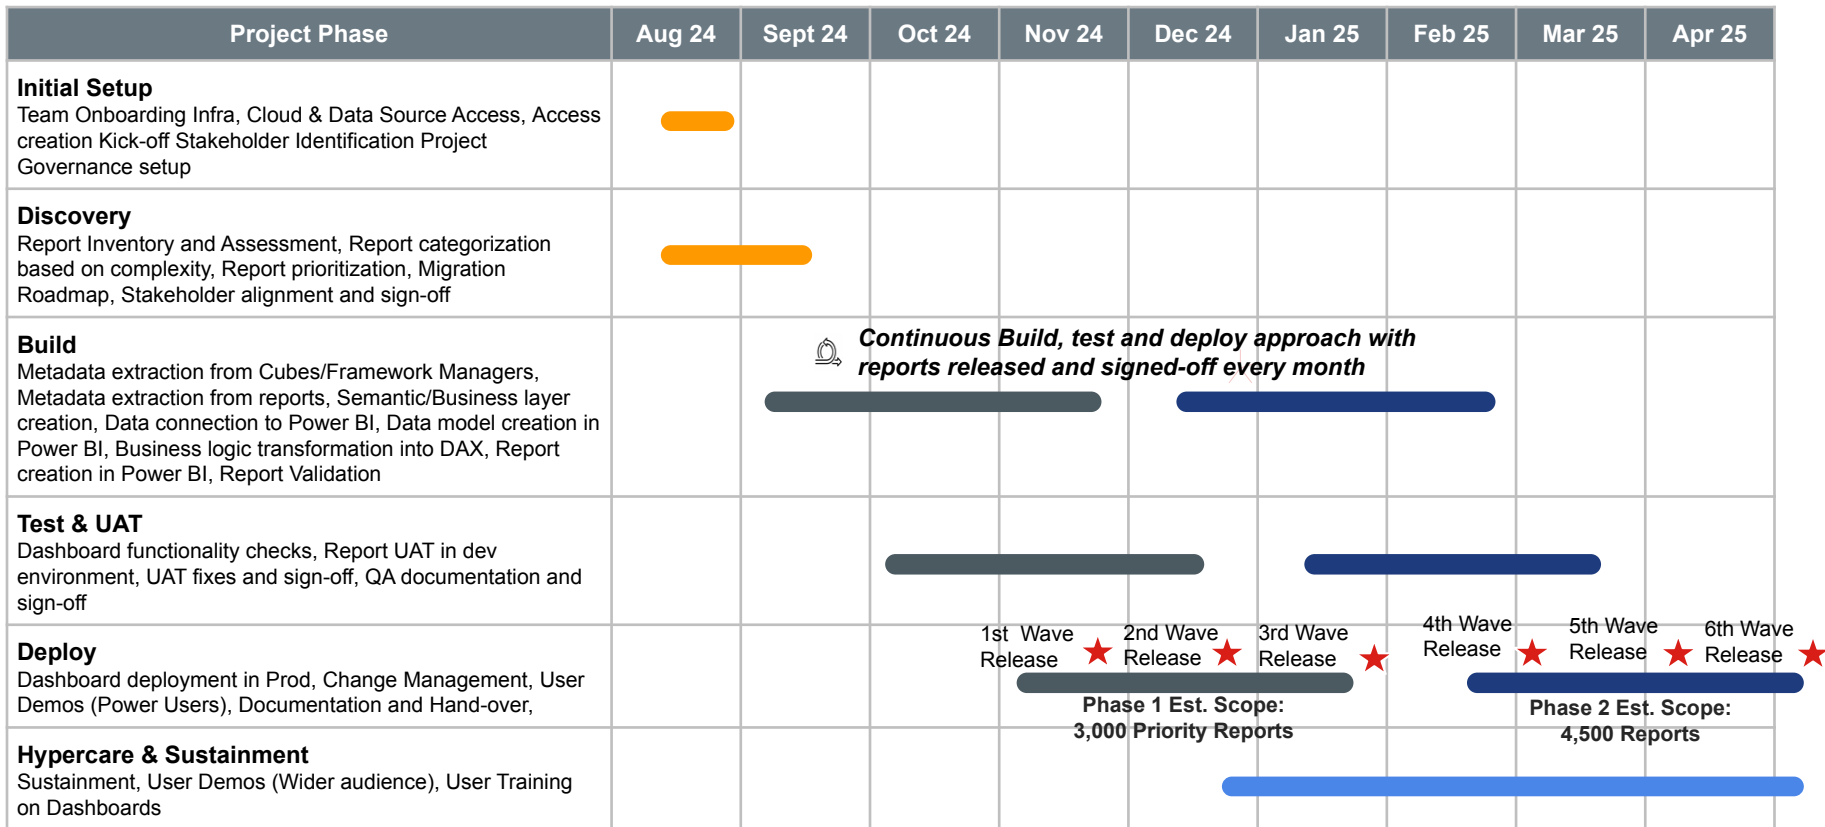 Project Phase
Aug 24
Sept 24
Oct 24
Nov 24
Dec 24
Jan 25
Feb 25
Mar 25
Apr 25
Initial Setup
Team Onboarding Infra, Cloud & Data Source Access, Access
creation Kick-off Stakeholder Identification Project
Governance setup
Discovery
Report Inventory and Assessment, Report categorization
based on complexity, Report prioritization, Migration
Roadmap, Stakeholder alignment and sign-off
Build
Metadata extraction from Cubes/Framework Managers,
Metadata extraction from reports, Semantic/Business layer
creation, Data connection to Power BI, Data model creation in
Power BI, Business logic transformation into DAX, Report
creation in Power BI, Report Validation
Continuous Build, test and deploy approach with
reports released and signed-off every month
Test & UAT
Dashboard functionality checks, Report UAT in dev
environment, UAT fixes and sign-off, QA documentation and
sign-off
Deploy
Dashboard deployment in Prod, Change Management, User
Demos (Power Users), Documentation and Hand-over,
1st Wave
Release
2nd Wave
Release
3rd Wave
Release
4th Wave
Release
5th Wave
Release
6th Wave
Release
Phase 1 Est. Scope:
3,000 Priority Reports
Phase 2 Est. Scope:
4,500 Reports
Hypercare & Sustainment
Sustainment, User Demos (Wider audience), User Training
on Dashboards